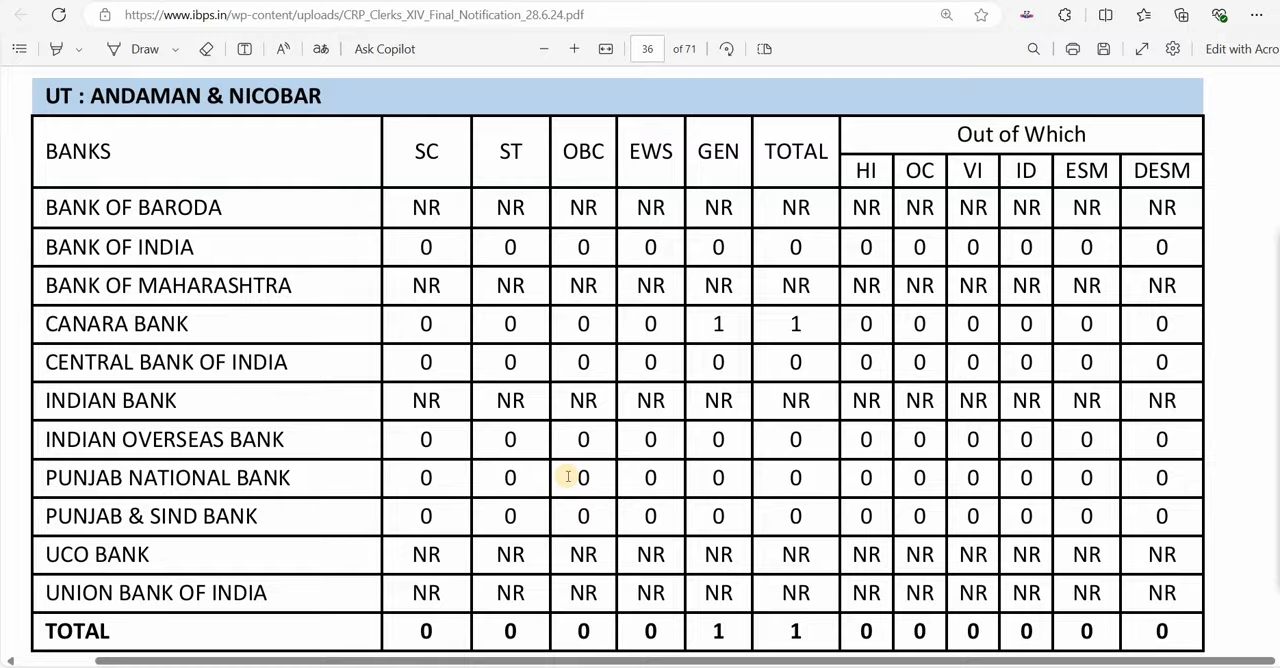 https://www.ibps.in/wp-content/uploads/CRP_Clerks_XIV_Final_Notification_28.6.24.pdf
Draw Ask Copilot 36 of 71 Edit with Acro
UT : ANDAMAN & NICOBAR
BANKS SC ST OBC EWS GEN TOTAL Out of Which
HI OC VI ID ESM DESM
BANK OF BARODA NR NR NR NR NR NR NR NR NR NR NR NR
BANK OF INDIA 0 0 0 0 0 0 0 0 0 0 0 0
BANK OF MAHARASHTRA NR NR NR NR NR NR NR NR NR NR NR NR
CANARA BANK 0 0 0 0 1 1 0 0 0 0 0 0
CENTRAL BANK OF INDIA 0 0 0 0 0 0 0 0 0 0 0 0
INDIAN BANK NR NR NR NR NR NR NR NR NR NR NR NR
INDIAN OVERSEAS BANK 0 0 0 0 0 0 0 0 0 0 0 0
PUNJAB NATIONAL BANK 0 0 0 0 0 0 0 0 0 0 0 0
PUNJAB & SIND BANK 0 0 0 0 0 0 0 0 0 0 0 0
UCO BANK NR NR NR NR NR NR NR NR NR NR NR NR
UNION BANK OF INDIA NR NR NR NR NR NR NR NR NR NR NR NR
TOTAL 0 0 0 0 1 1 0 0 0 0 0 0